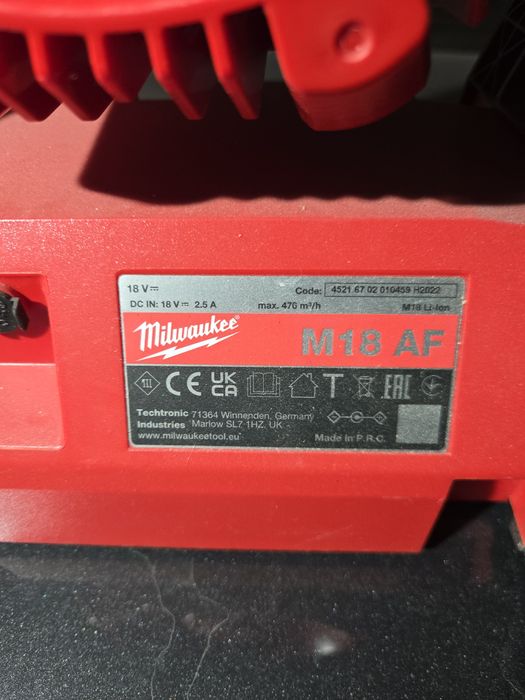 18 V⎓
Code: 4521 67 02 010459 H2022
DC IN: 18 V⎓ 2.5 A max. 476 m³/h M18 Li-Ion
Milwaukee®
M18 AF
III CE UK CA T EAC
Techtronic 71364 Winnenden, Germany
Industries Marlow SL7 1HZ, UK
www.milwaukeetool.eu
Made in P.R.C.